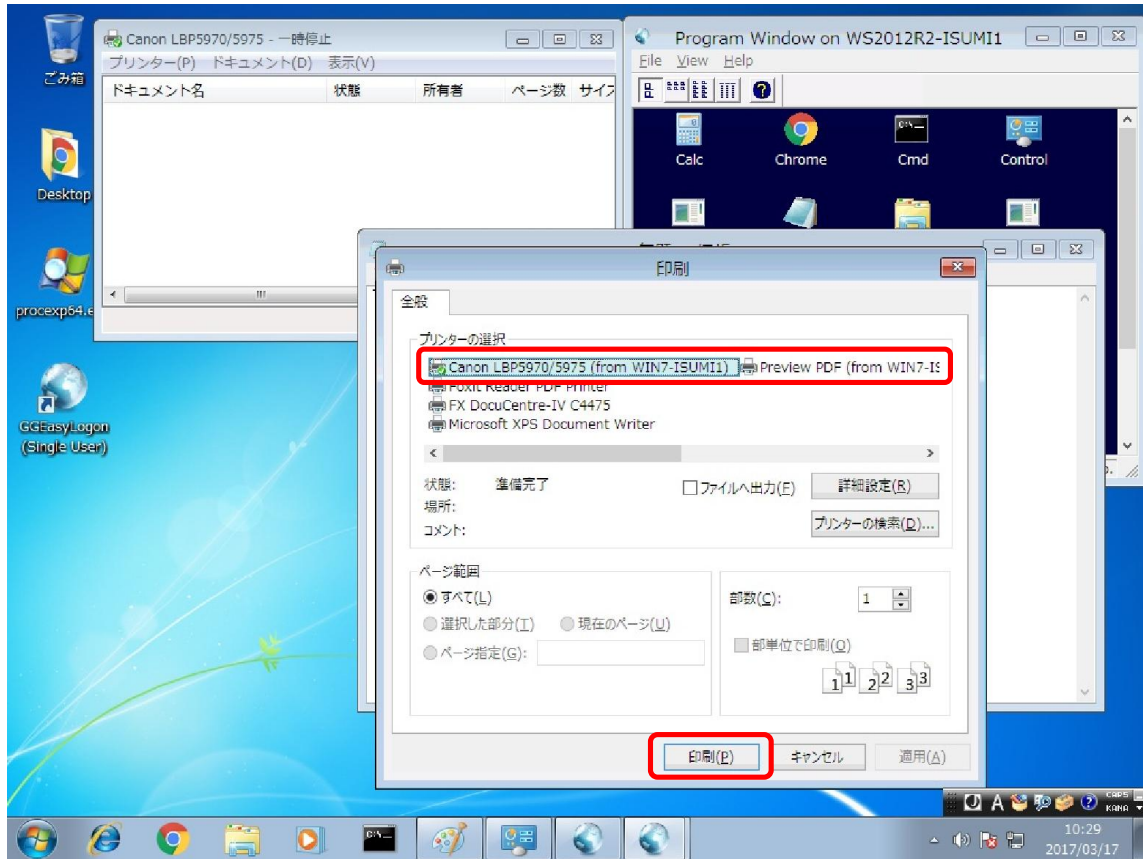 ごみ箱
Desktop
procexp64.e
GGEasyLogon
(Single User)
Canon LBP5970/5975 - 一時停止
プリンター(P) ドキュメント(D) 表示(V)
ドキュメント名 状態 所有者 ページ数 サイズ
Program Window on WS2012R2-ISUMI1
File View Help
Calc Chrome Cmd Control
印刷
全般
プリンターの選択
Canon LBP5970/5975 (from WIN7-ISUMI1) Preview PDF (from WIN7-IS
Foxit Reader PDF Printer
FX DocuCentre-IV C4475
Microsoft XPS Document Writer
状態: 準備完了
場所:
コメント:
ファイルへ出力(F) 詳細設定(R)
プリンターの検索(D)...
ページ範囲
すべて(L)
選択した部分(T) 現在のページ(U)
ページ指定(G):
部数(C): 1
部単位で印刷(O)
1 1 2 2 3 3
印刷(P) キャンセル 適用(A)
A CAPS
KANA
10:29
2017/03/17